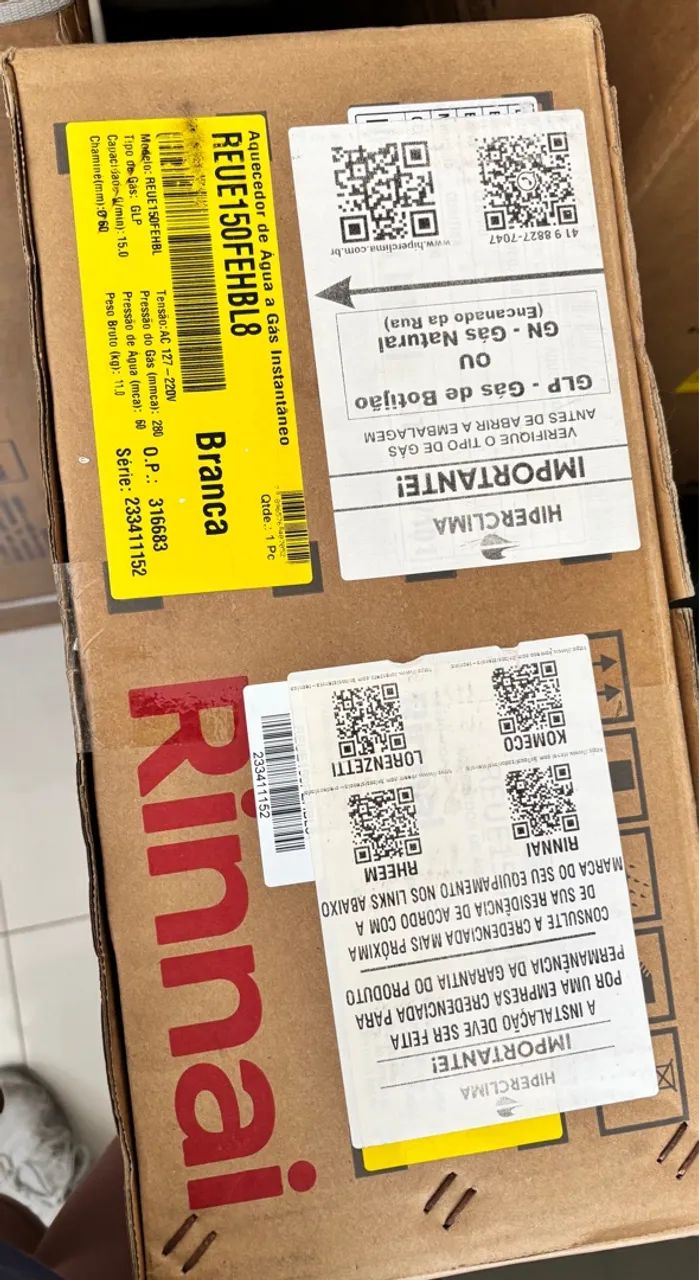 Aquecedor de Água a Gás Instantâneo
REUE150FEHBL8
Branca
Qtde.: 1 Pc
Modelo: REUE150FEHBL
Tipo de Gás: GLP
Capacidade (l/min): 15.0
Chaminé(mm): Ø 60
Tensão: AC 127 – 220V
Pressão do Gás (mmca): 280
Pressão de Água (mca): 60
Peso Bruto (kg): 11,0
O.P.: 316683
Série: 233411152
HIPERCLIMA
IMPORTANTE!
VERIFIQUE O TIPO DE GÁS
ANTES DE ABRIR A EMBALAGEM
GLP - Gás de Botijão
OU
GN - Gás Natural
(Encanado da Rua)
41 9 8827-7047
www.hiperclima.com.br
Rinnai
233411152
HIPERCLIMA
IMPORTANTE!
A INSTALAÇÃO DEVE SER FEITA
POR UMA EMPRESA CREDENCIADA PARA
PERMANÊNCIA DA GARANTIA DO PRODUTO
CONSULTE A CREDENCIADA MAIS PRÓXIMA
DE SUA RESIDÊNCIA DE ACORDO COM A
MARCA DO SEU EQUIPAMENTO NOS LINKS ABAIXO
RINNAI
RHEEM
KOMECO
LORENZETTI